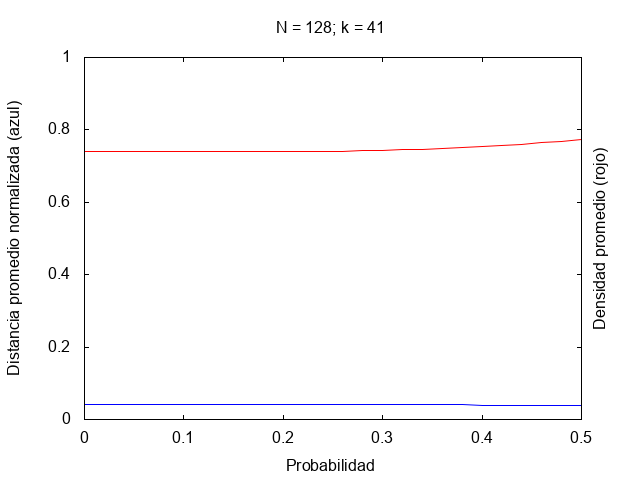 N = 128; k = 41
1
0.8
0.6
0.4
0.2
0
0 0.1 0.2 0.3 0.4 0.5
Probabilidad
Distancia promedio normalizada (azul)
Densidad promedio (rojo)